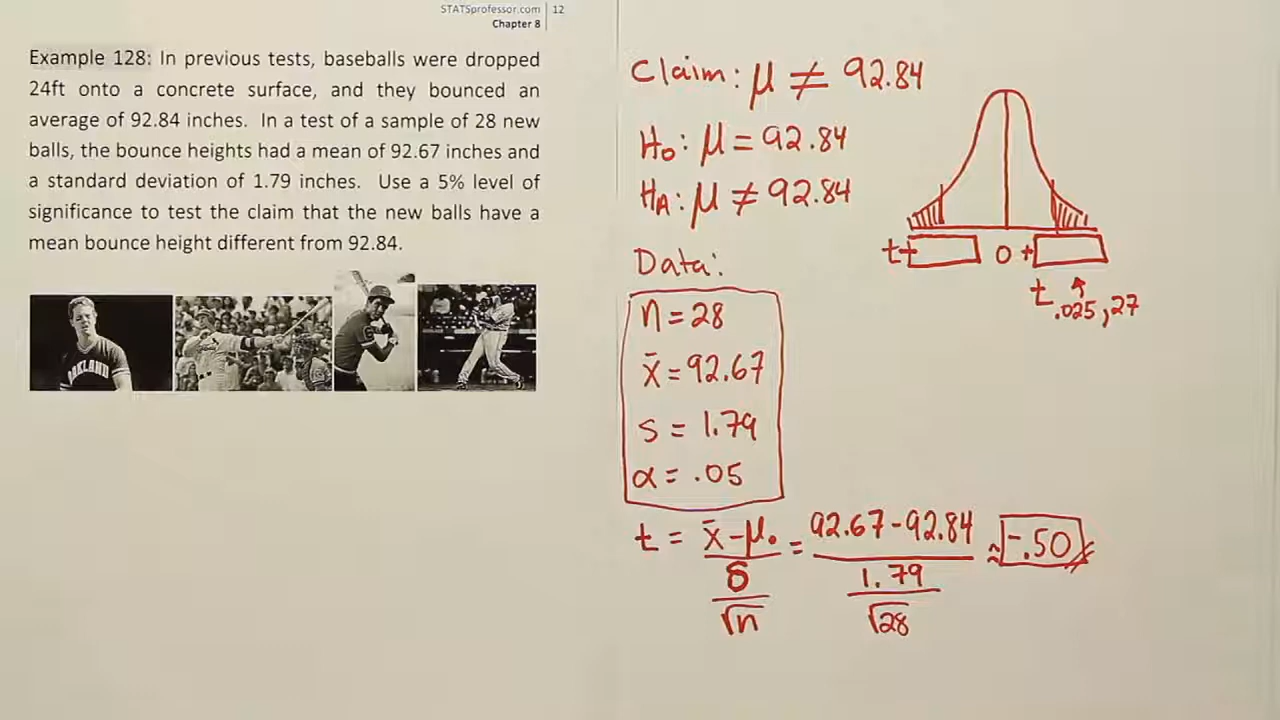 STATSprofessor.com | 12
Chapter 8
Example 128: In previous tests, baseballs were dropped
24ft onto a concrete surface, and they bounced an
average of 92.84 inches. In a test of a sample of 28 new
balls, the bounce heights had a mean of 92.67 inches and
a standard deviation of 1.79 inches. Use a 5% level of
significance to test the claim that the new balls have a
mean bounce height different from 92.84.
OAKLAND
Claim: μ ≠ 92.84
H₀: μ = 92.84
Hᴀ: μ ≠ 92.84
Data:
n = 28
x̄ = 92.67
s = 1.79
α = .05
t = (x̄ - μ₀)/(s/√n) = (92.67 - 92.84)/(1.79/√28) ≈ -.50
t 0 +
t .025, 27